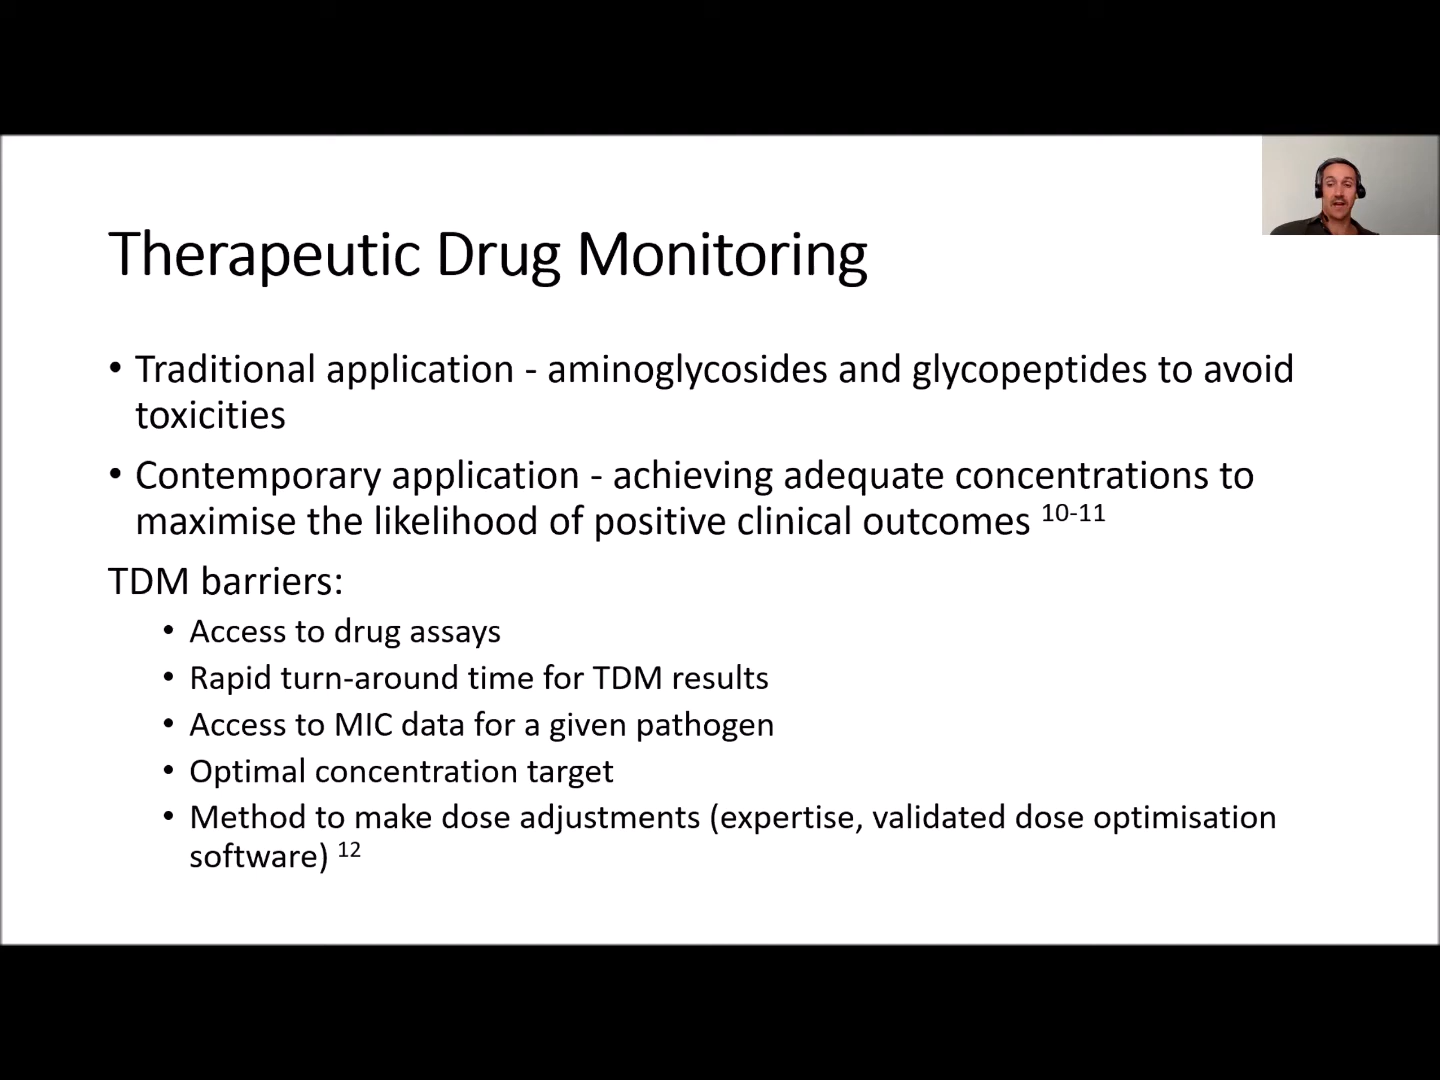 Therapeutic Drug Monitoring
• Traditional application - aminoglycosides and glycopeptides to avoid
toxicities
• Contemporary application - achieving adequate concentrations to
maximise the likelihood of positive clinical outcomes 10-11
TDM barriers:
• Access to drug assays
• Rapid turn-around time for TDM results
• Access to MIC data for a given pathogen
• Optimal concentration target
• Method to make dose adjustments (expertise, validated dose optimisation
software) 12